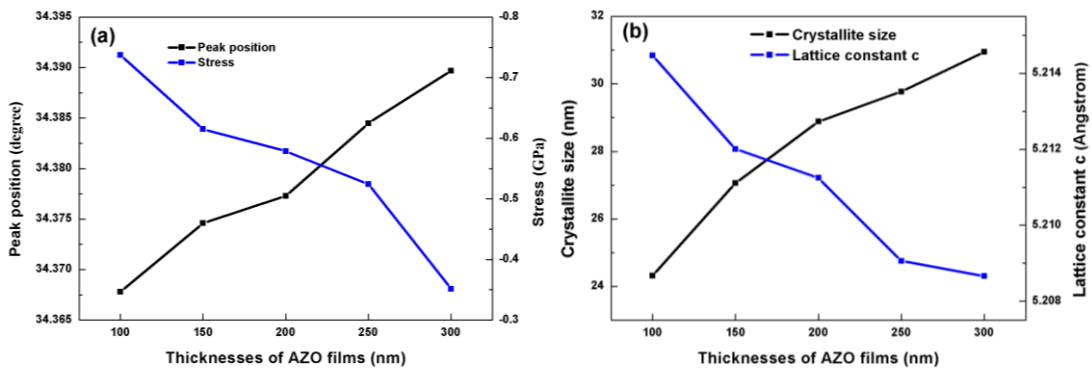 (a)
Peak position
Stress
34.395
34.390
34.385
34.380
34.375
34.370
34.365
Peak position (degree)
-0.8
-0.7
-0.6
-0.5
-0.4
-0.3
Stress (GPa)
100 150 200 250 300
Thicknesses of AZO films (nm)
(b)
Crystallite size
Lattice constant c
32
30
28
26
24
Crystallite size (nm)
5.214
5.212
5.210
5.208
Lattice constant c (Angstrom)
100 150 200 250 300
Thicknesses of AZO films (nm)